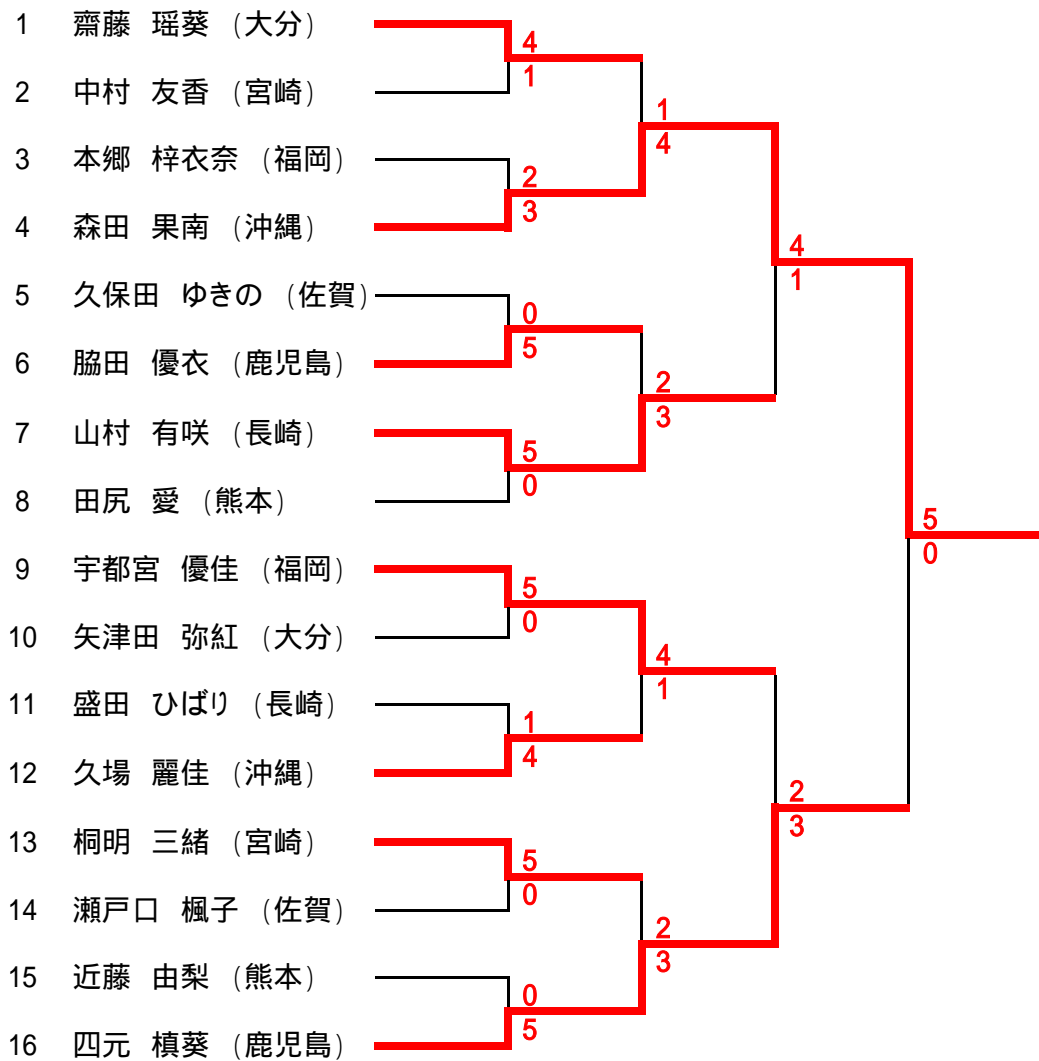 1 齋藤 瑶葵 (大分)
4
1
2 中村 友香 (宮崎)
1
4
3 本郷 梓衣奈 (福岡)
2
3
4 森田 果南 (沖縄)
4
1
5 久保田 ゆきの (佐賀)
0
5
6 脇田 優衣 (鹿児島)
2
3
7 山村 有咲 (長崎)
5
0
8 田尻 愛 (熊本)
5
0
9 宇都宮 優佳 (福岡)
5
0
10 矢津田 弥紅 (大分)
4
1
11 盛田 ひばり (長崎)
1
4
12 久場 麗佳 (沖縄)
2
3
13 桐明 三緒 (宮崎)
5
0
14 瀬戸口 楓子 (佐賀)
2
3
15 近藤 由梨 (熊本)
0
5
16 四元 槙葵 (鹿児島)